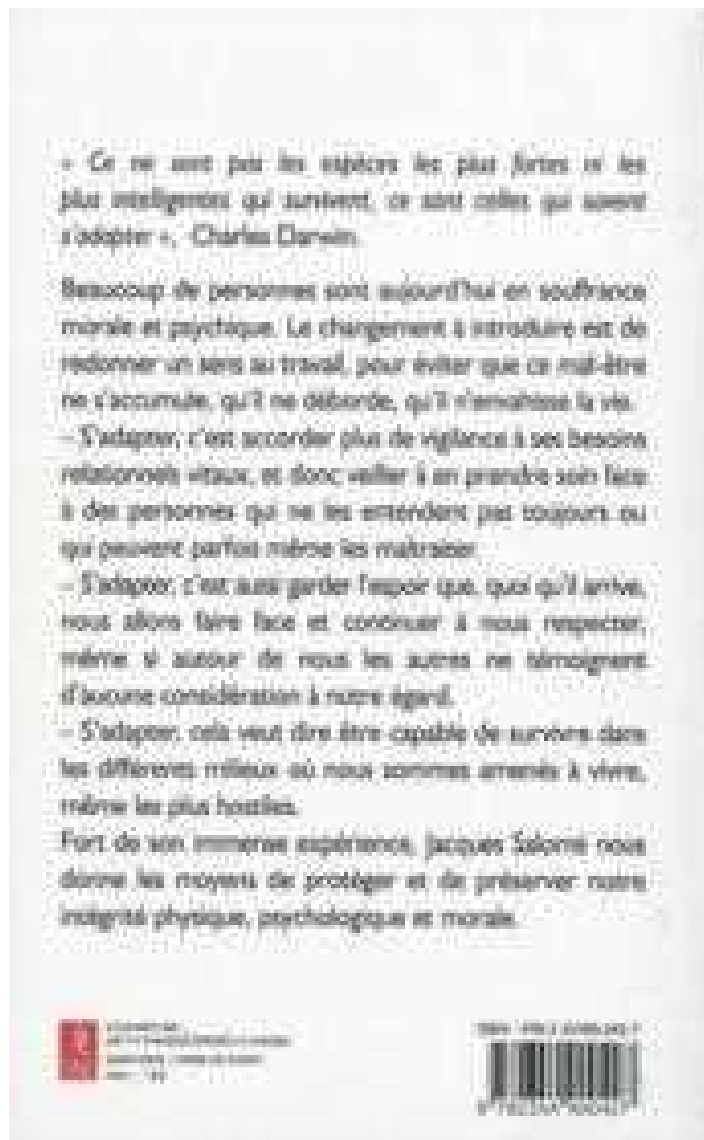 « Ce ne sont pas les espèces les plus fortes ni les
plus intelligentes qui survivent, ce sont celles qui savent
s'adapter », Charles Darwin.
Beaucoup de personnes sont aujourd'hui en souffrance
morale et psychique. Le changement à introduire est de
redonner un sens au travail, pour éviter que ce mal-être
ne s'accumule, qu'il ne déborde, qu'il n'envahisse la vie.
– S'adapter, c'est accorder plus de vigilance à ses besoins
relationnels vitaux, et donc veiller à en prendre soin face
à des personnes qui ne les entendent pas toujours ou
qui peuvent parfois même les maltraiter.
– S'adapter, c'est aussi garder l'espoir que, quoi qu'il arrive,
nous allons faire face et continuer à nous respecter,
même si autour de nous les autres ne témoignent
d'aucune considération à notre égard.
– S'adapter, cela veut dire être capable de survivre dans
les différents milieux où nous sommes amenés à vivre,
même les plus hostiles.
Fort de son immense expérience, Jacques Salomé nous
donne les moyens de protéger et de préserver notre
intégrité physique, psychologique et morale.
ISBN